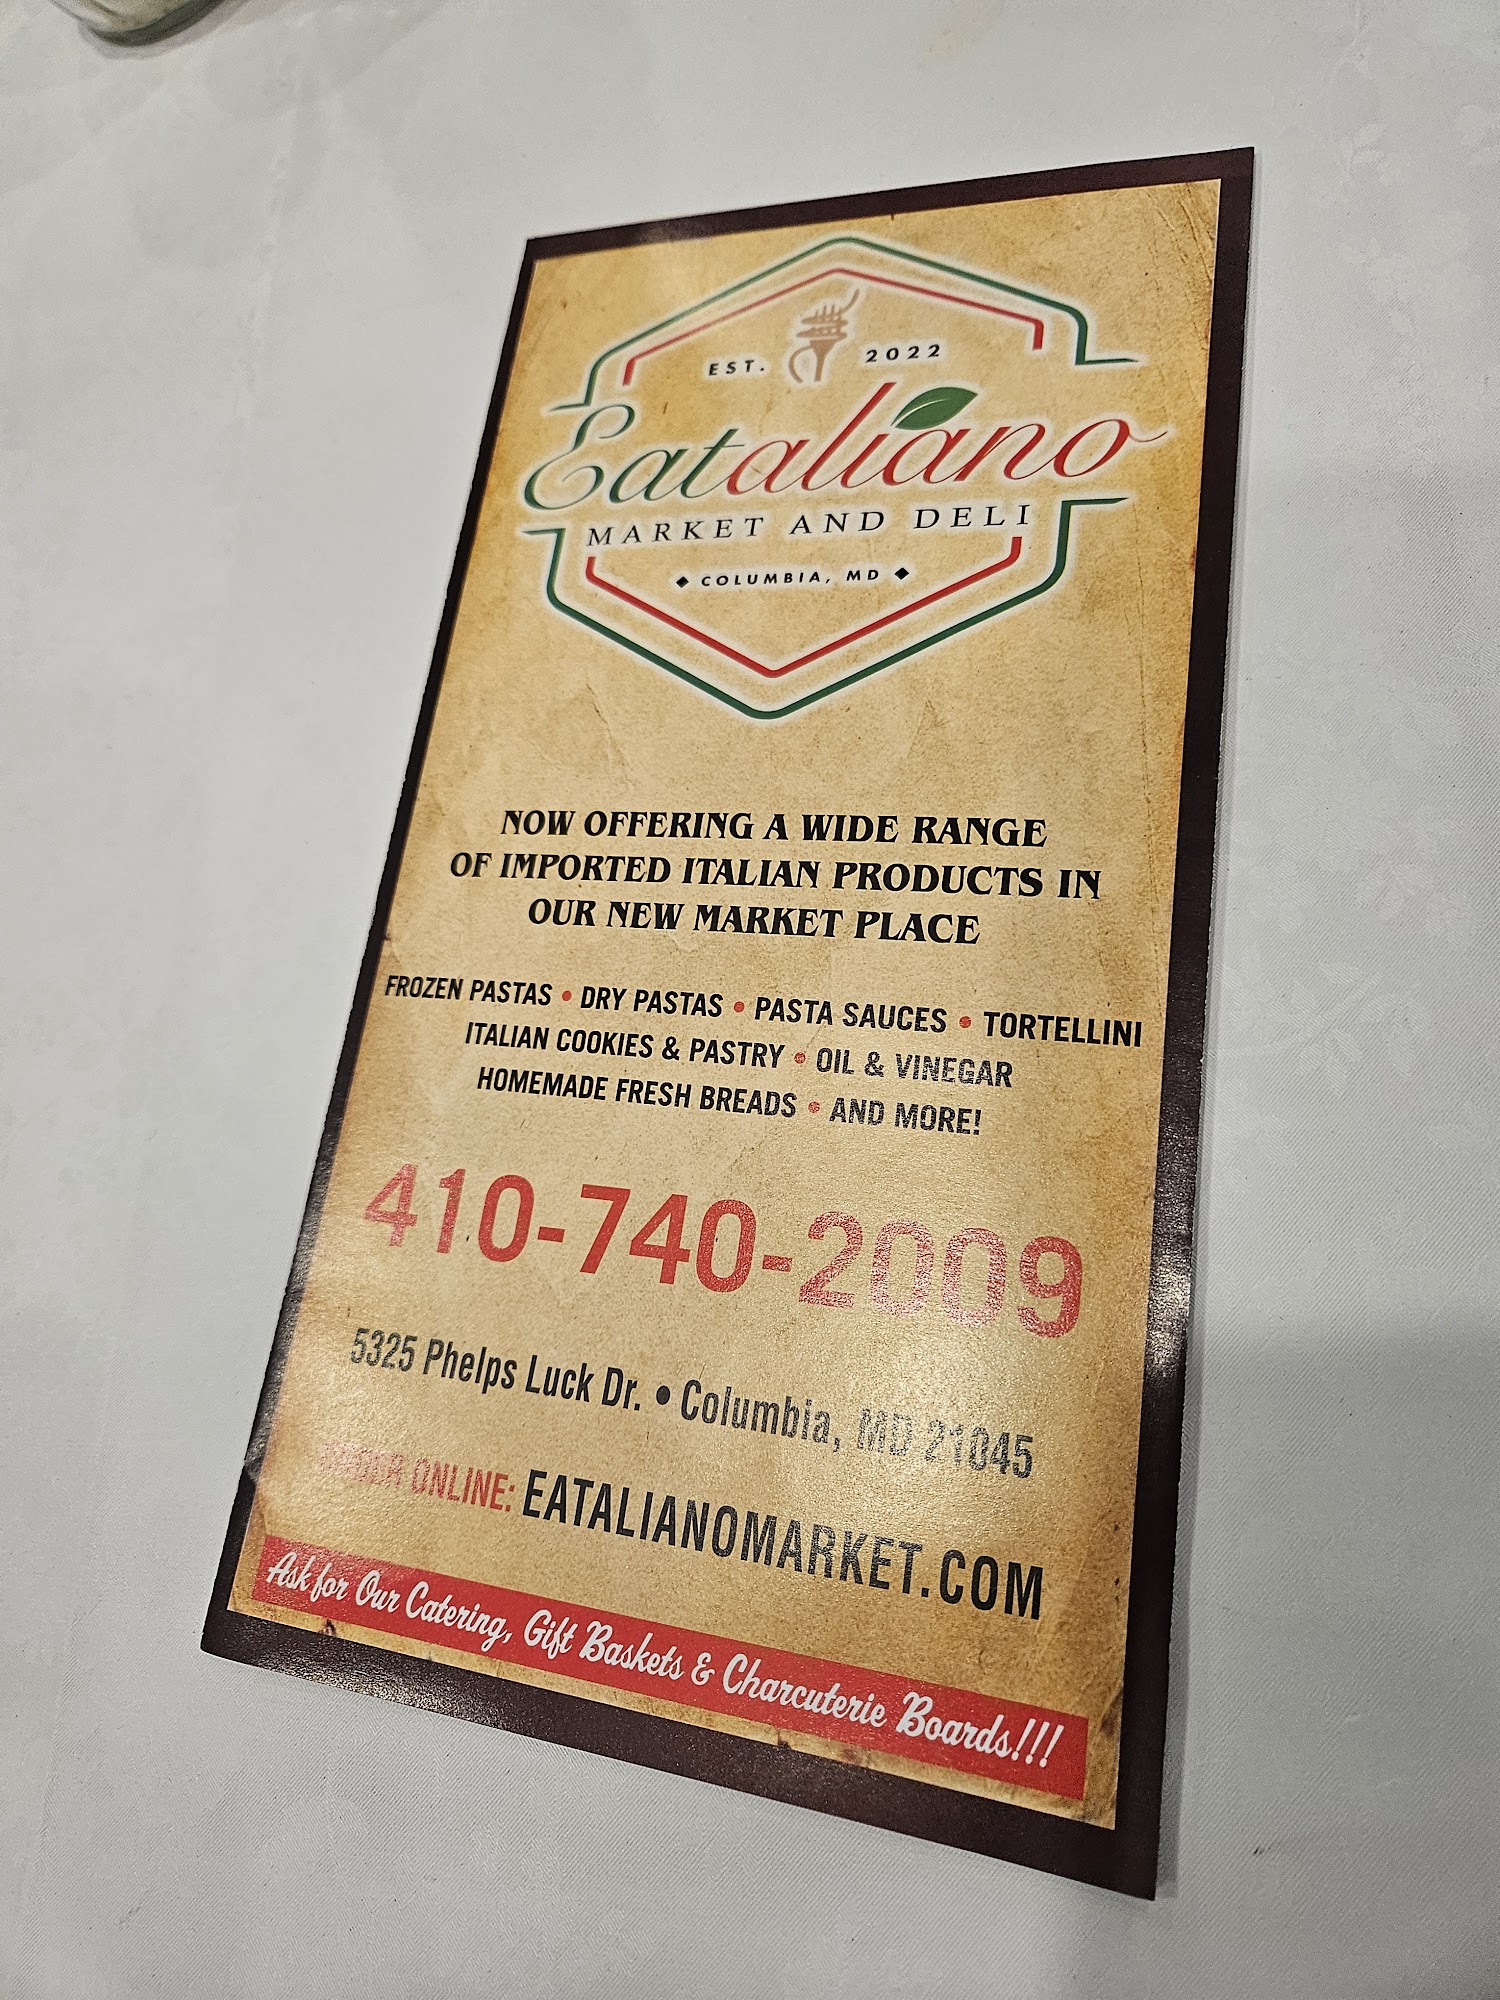 EST. 2022
Eataliano
MARKET AND DELI
◆ COLUMBIA, MD ◆
NOW OFFERING A WIDE RANGE
OF IMPORTED ITALIAN PRODUCTS IN
OUR NEW MARKET PLACE
FROZEN PASTAS • DRY PASTAS • PASTA SAUCES • TORTELLINI
ITALIAN COOKIES & PASTRY • OIL & VINEGAR
HOMEMADE FRESH BREADS • AND MORE!
410-740-2009
5325 Phelps Luck Dr. • Columbia, MD 21045
ORDER ONLINE: EATALIANOMARKET.COM
Ask for Our Catering, Gift Baskets & Charcuterie Boards!!!